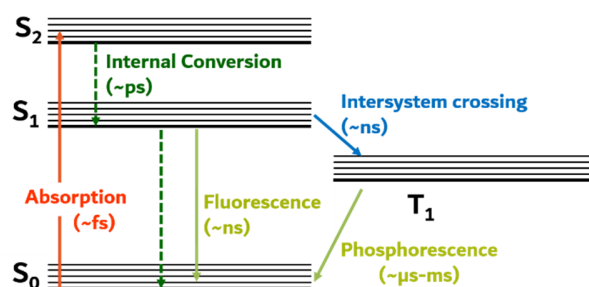 S₂
Internal Conversion
(~ps)
S₁
Intersystem crossing
(~ns)
Absorption
(~fs)
Fluorescence
(~ns)
T₁
Phosphorescence
(~µs-ms)
S₀